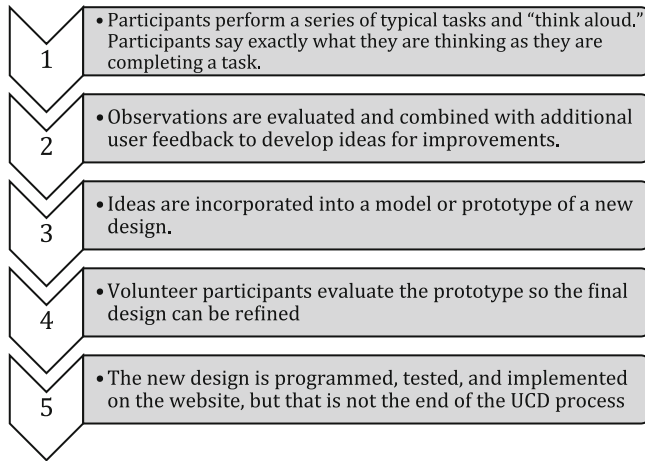 1
• Participants perform a series of typical tasks and “think aloud.”
Participants say exactly what they are thinking as they are
completing a task.
2
• Observations are evaluated and combined with additional
user feedback to develop ideas for improvements.
3
• Ideas are incorporated into a model or prototype of a new
design.
4
• Volunteer participants evaluate the prototype so the final
design can be refined
5
• The new design is programmed, tested, and implemented
on the website, but that is not the end of the UCD process